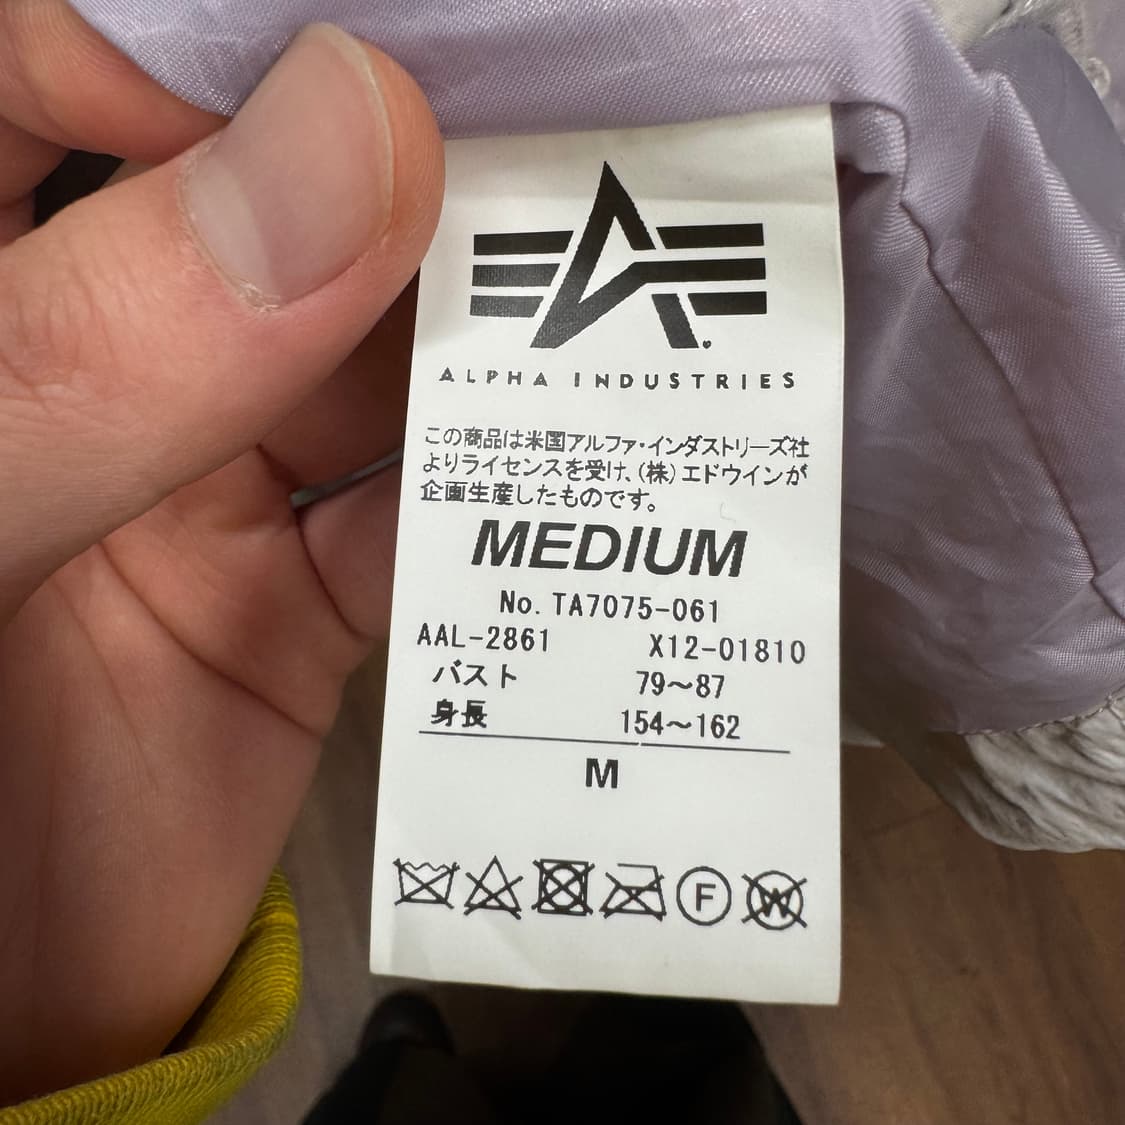 ALPHA INDUSTRIES
この商品は米国アルファ・インダストリーズ社
よりライセンスを受け、(株)エドウインが
企画生産したものです。
MEDIUM
No. TA7075-061
AAL-2861 X12-01810
バスト 79〜87
身長 154〜162
M
F W